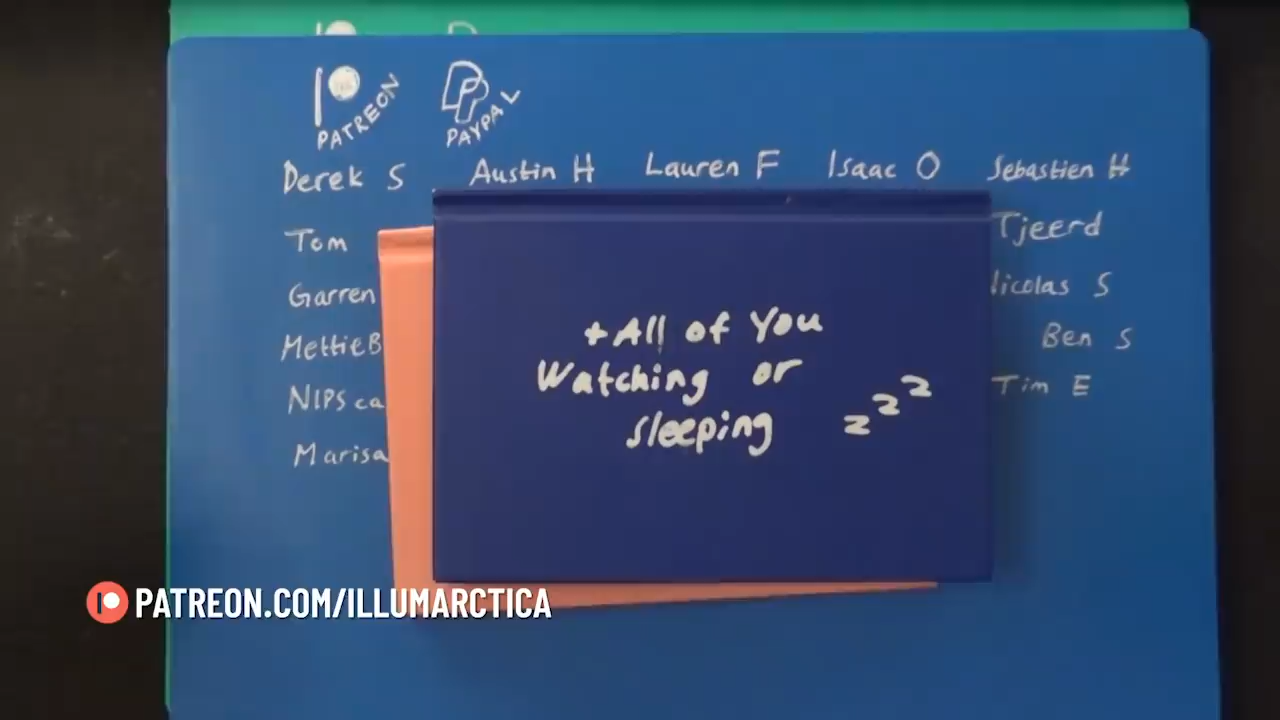 PATREON PAYPAL
Derek S Austin H Lauren F Isaac O Sebastien H
Tom Tjeerd
Garren Nicolas S
MettieB Ben S
NIPS ca Tim E
Marisa
+All of You
Watching or
sleeping zzz
PATREON.COM/ILLUMARCTICA